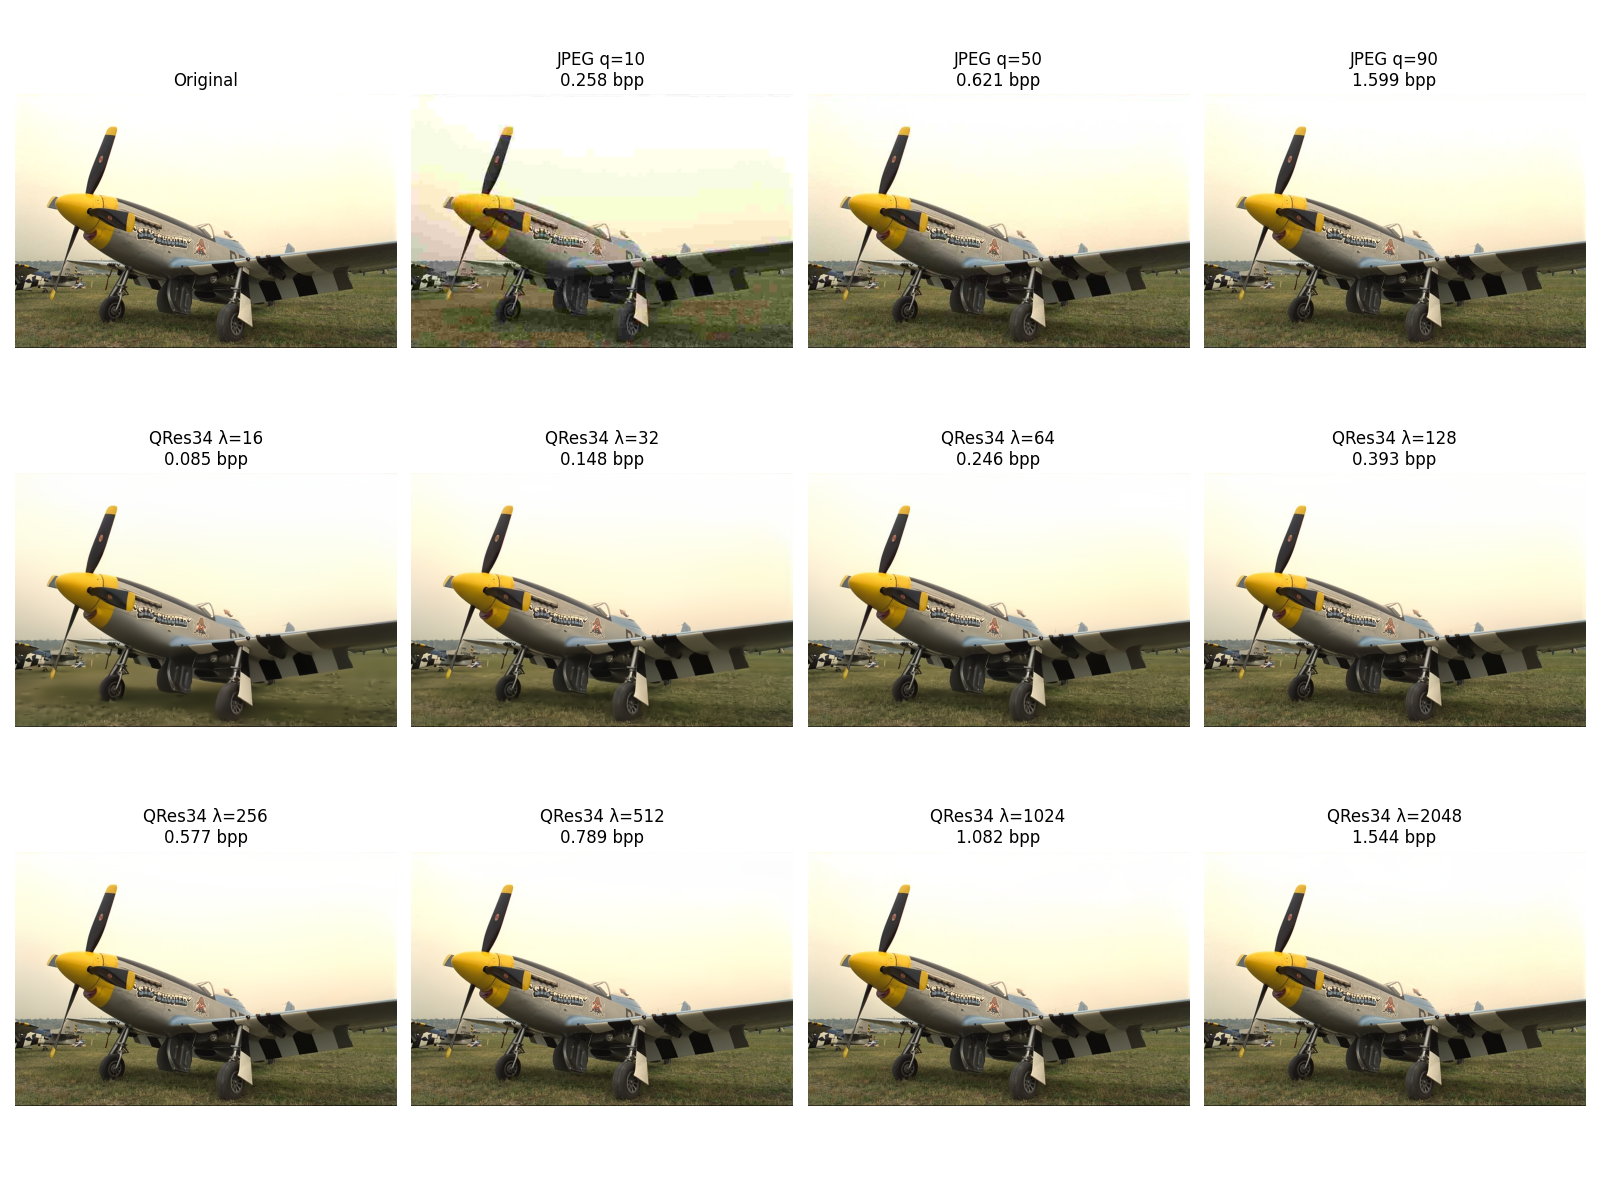 Original
JPEG q=10
0.258 bpp
JPEG q=50
0.621 bpp
JPEG q=90
1.599 bpp
QRes34 λ=16
0.085 bpp
QRes34 λ=32
0.148 bpp
QRes34 λ=64
0.246 bpp
QRes34 λ=128
0.393 bpp
QRes34 λ=256
0.577 bpp
QRes34 λ=512
0.789 bpp
QRes34 λ=1024
1.082 bpp
QRes34 λ=2048
1.544 bpp